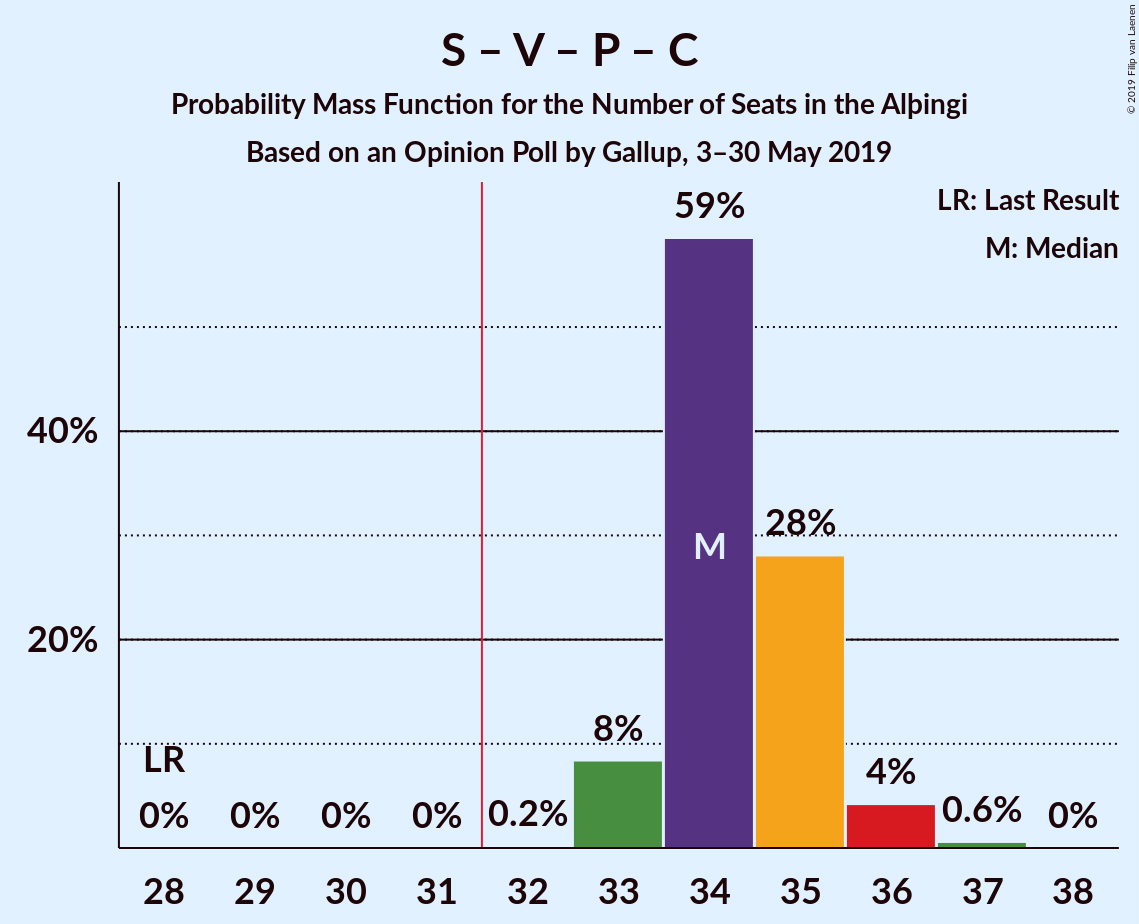 S – V – P – C
Probability Mass Function for the Number of Seats in the Alþingi
Based on an Opinion Poll by Gallup, 3–30 May 2019
© 2019 Filip van Laenen
LR: Last Result
M: Median
59%
40%
28%
M
20%
8%
LR
4%
0% 0% 0% 0% 0.2% 0.6% 0%
28 29 30 31 32 33 34 35 36 37 38